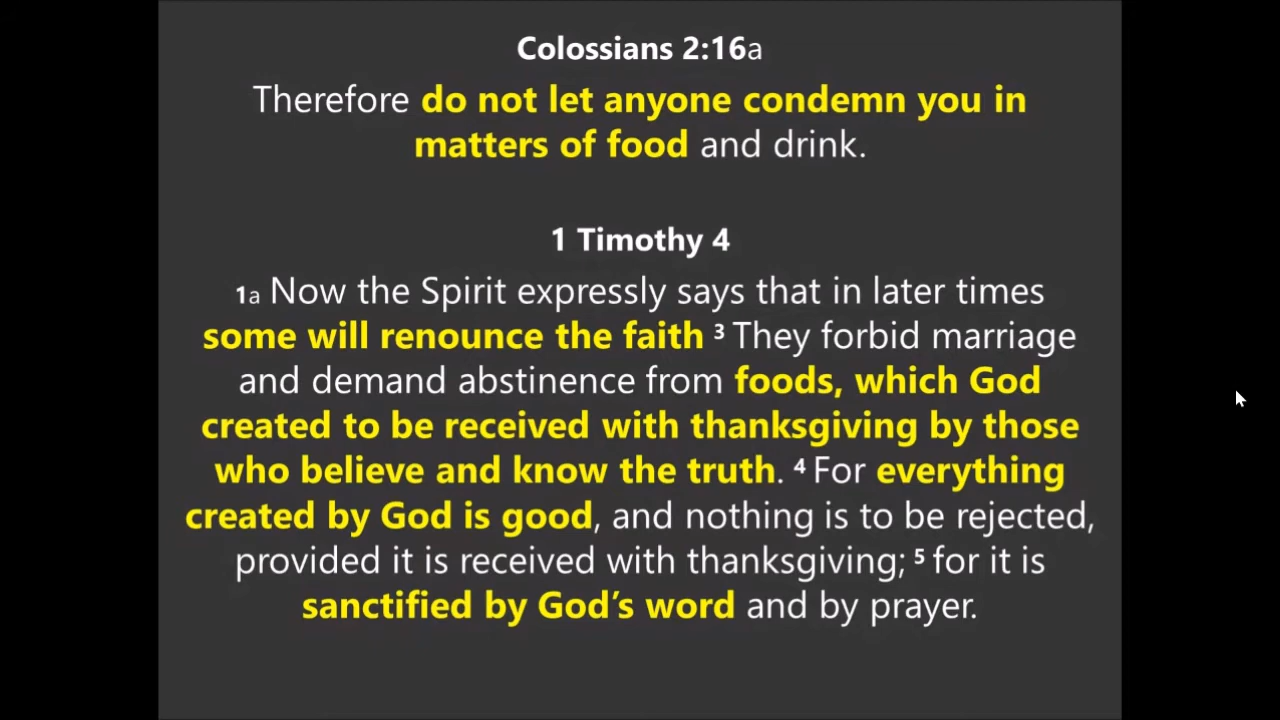 Colossians 2:16a
Therefore do not let anyone condemn you in
matters of food and drink.
1 Timothy 4
1a Now the Spirit expressly says that in later times
some will renounce the faith 3 They forbid marriage
and demand abstinence from foods, which God
created to be received with thanksgiving by those
who believe and know the truth. 4 For everything
created by God is good, and nothing is to be rejected,
provided it is received with thanksgiving; 5 for it is
sanctified by God’s word and by prayer.